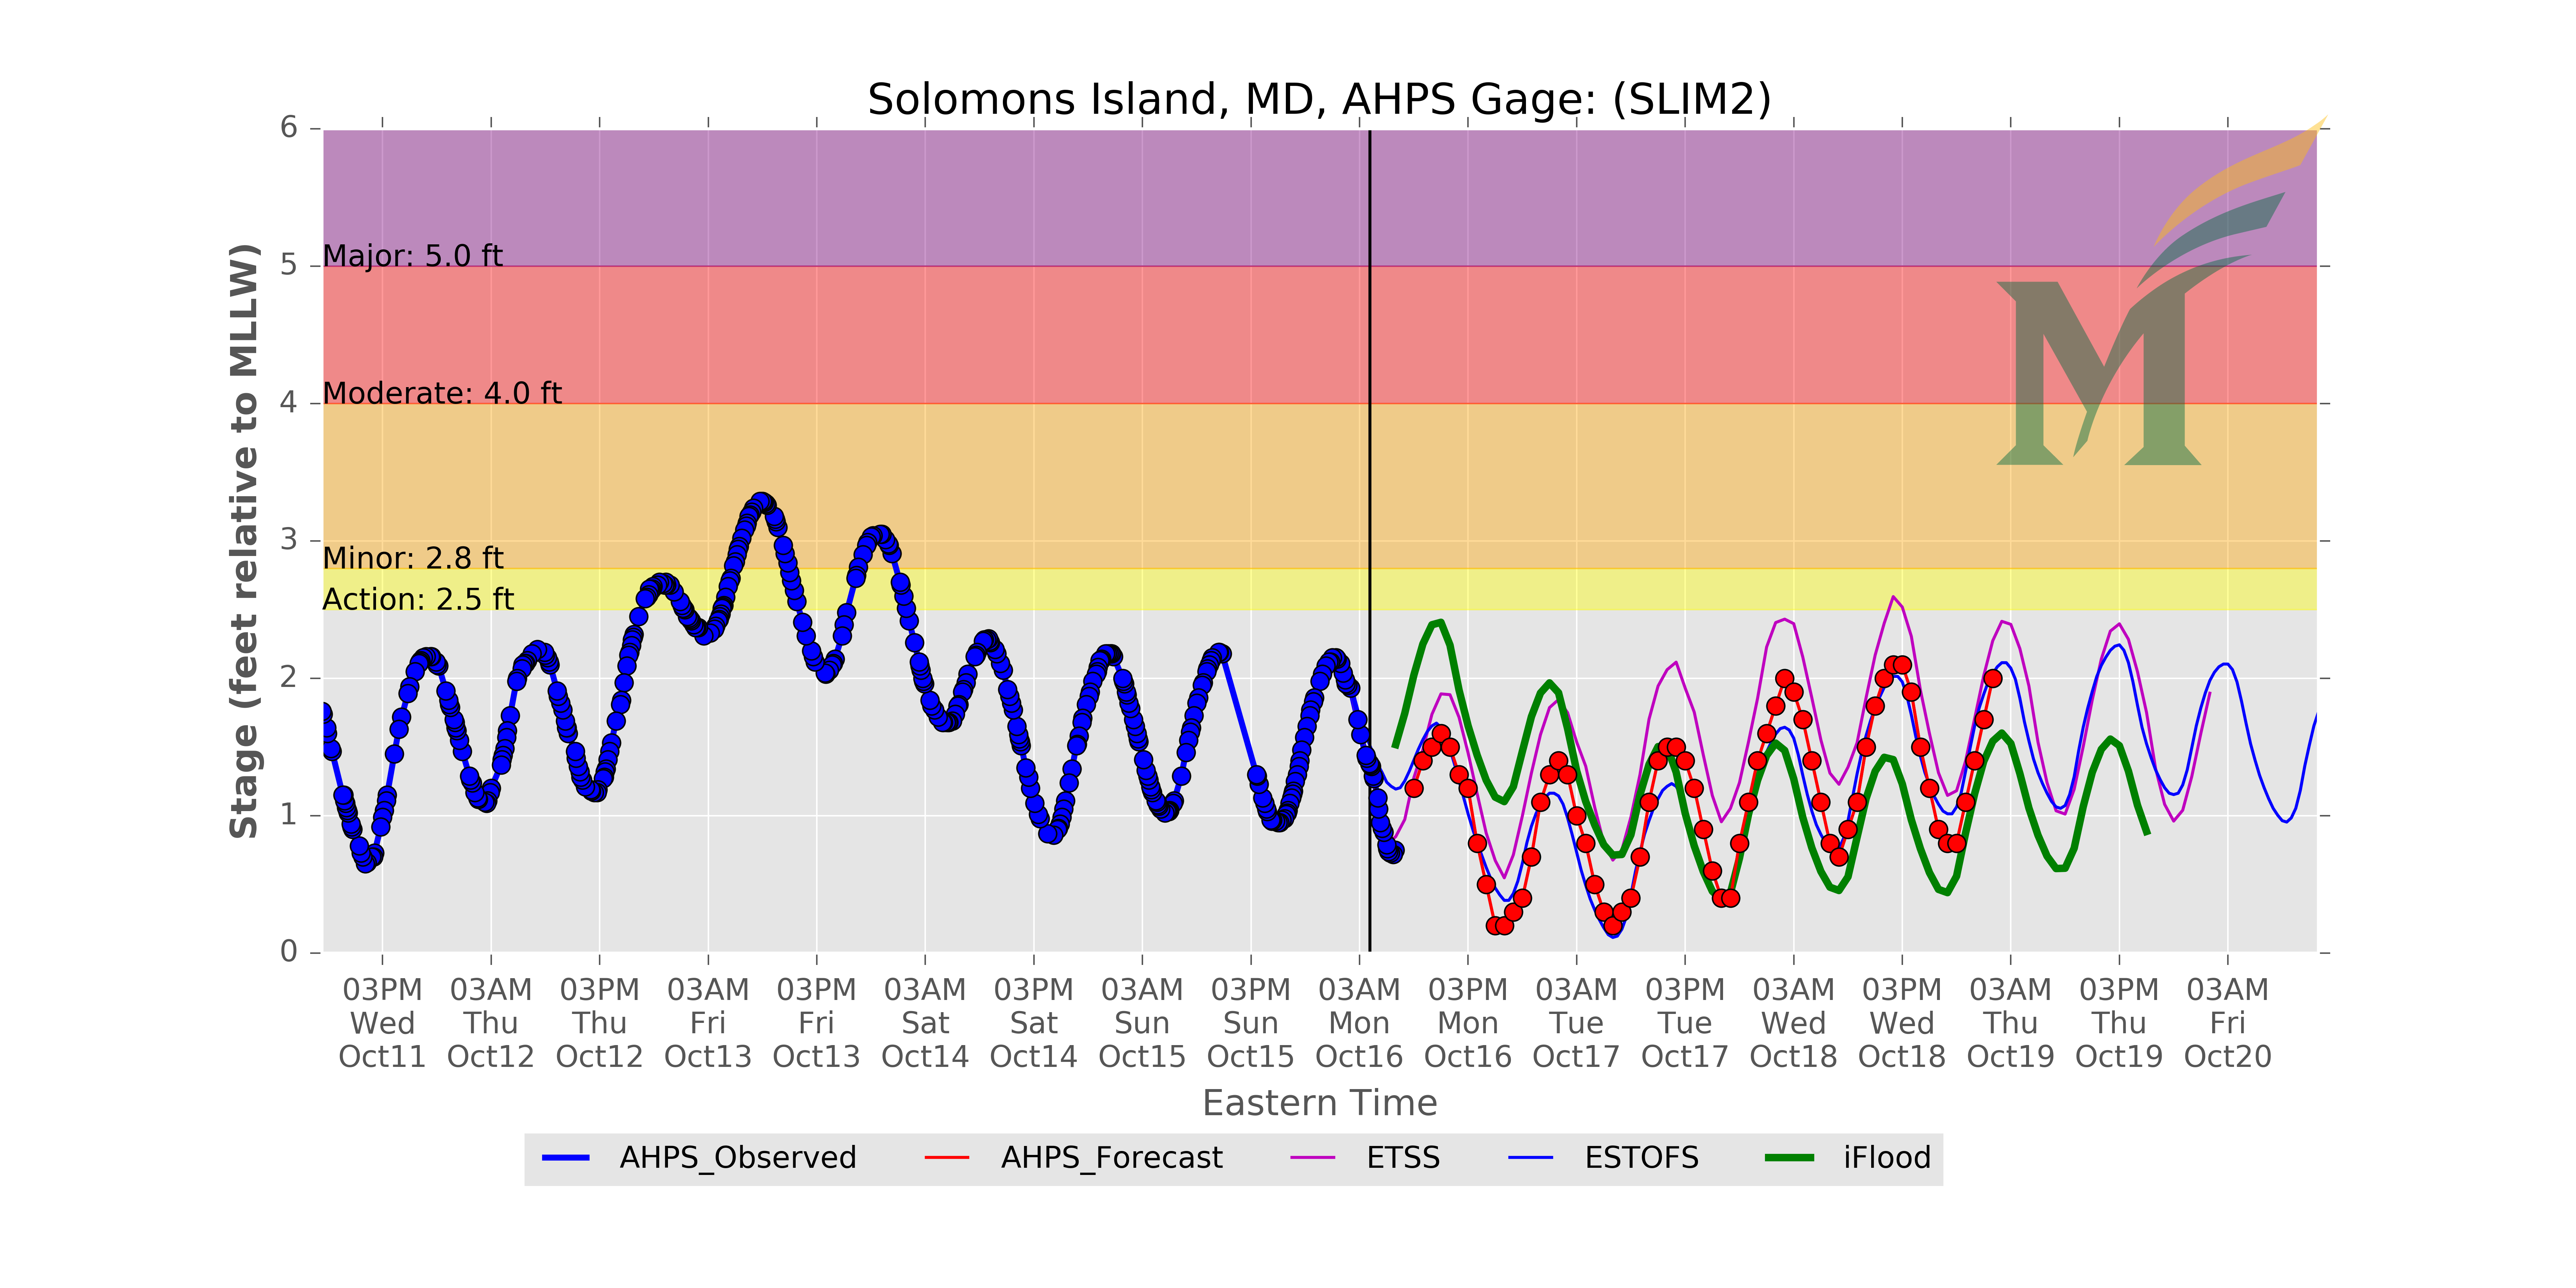 Solomons Island, MD, AHPS Gage: (SLIM2)
6
5
4
3
2
1
0
Stage (feet relative to MLLW)
Major: 5.0 ft
Moderate: 4.0 ft
Minor: 2.8 ft
Action: 2.5 ft
M
03PM 03AM 03PM 03AM 03PM 03AM 03PM 03AM 03PM 03AM 03PM 03AM 03PM 03AM 03PM 03AM 03PM 03AM
Wed Thu Thu Fri Fri Sat Sat Sun Sun Mon Mon Tue Tue Wed Wed Thu Thu Fri
Oct11 Oct12 Oct12 Oct13 Oct13 Oct14 Oct14 Oct15 Oct15 Oct16 Oct16 Oct17 Oct17 Oct18 Oct18 Oct19 Oct19 Oct20
Eastern Time
AHPS_Observed AHPS_Forecast ETSS ESTOFS iFlood